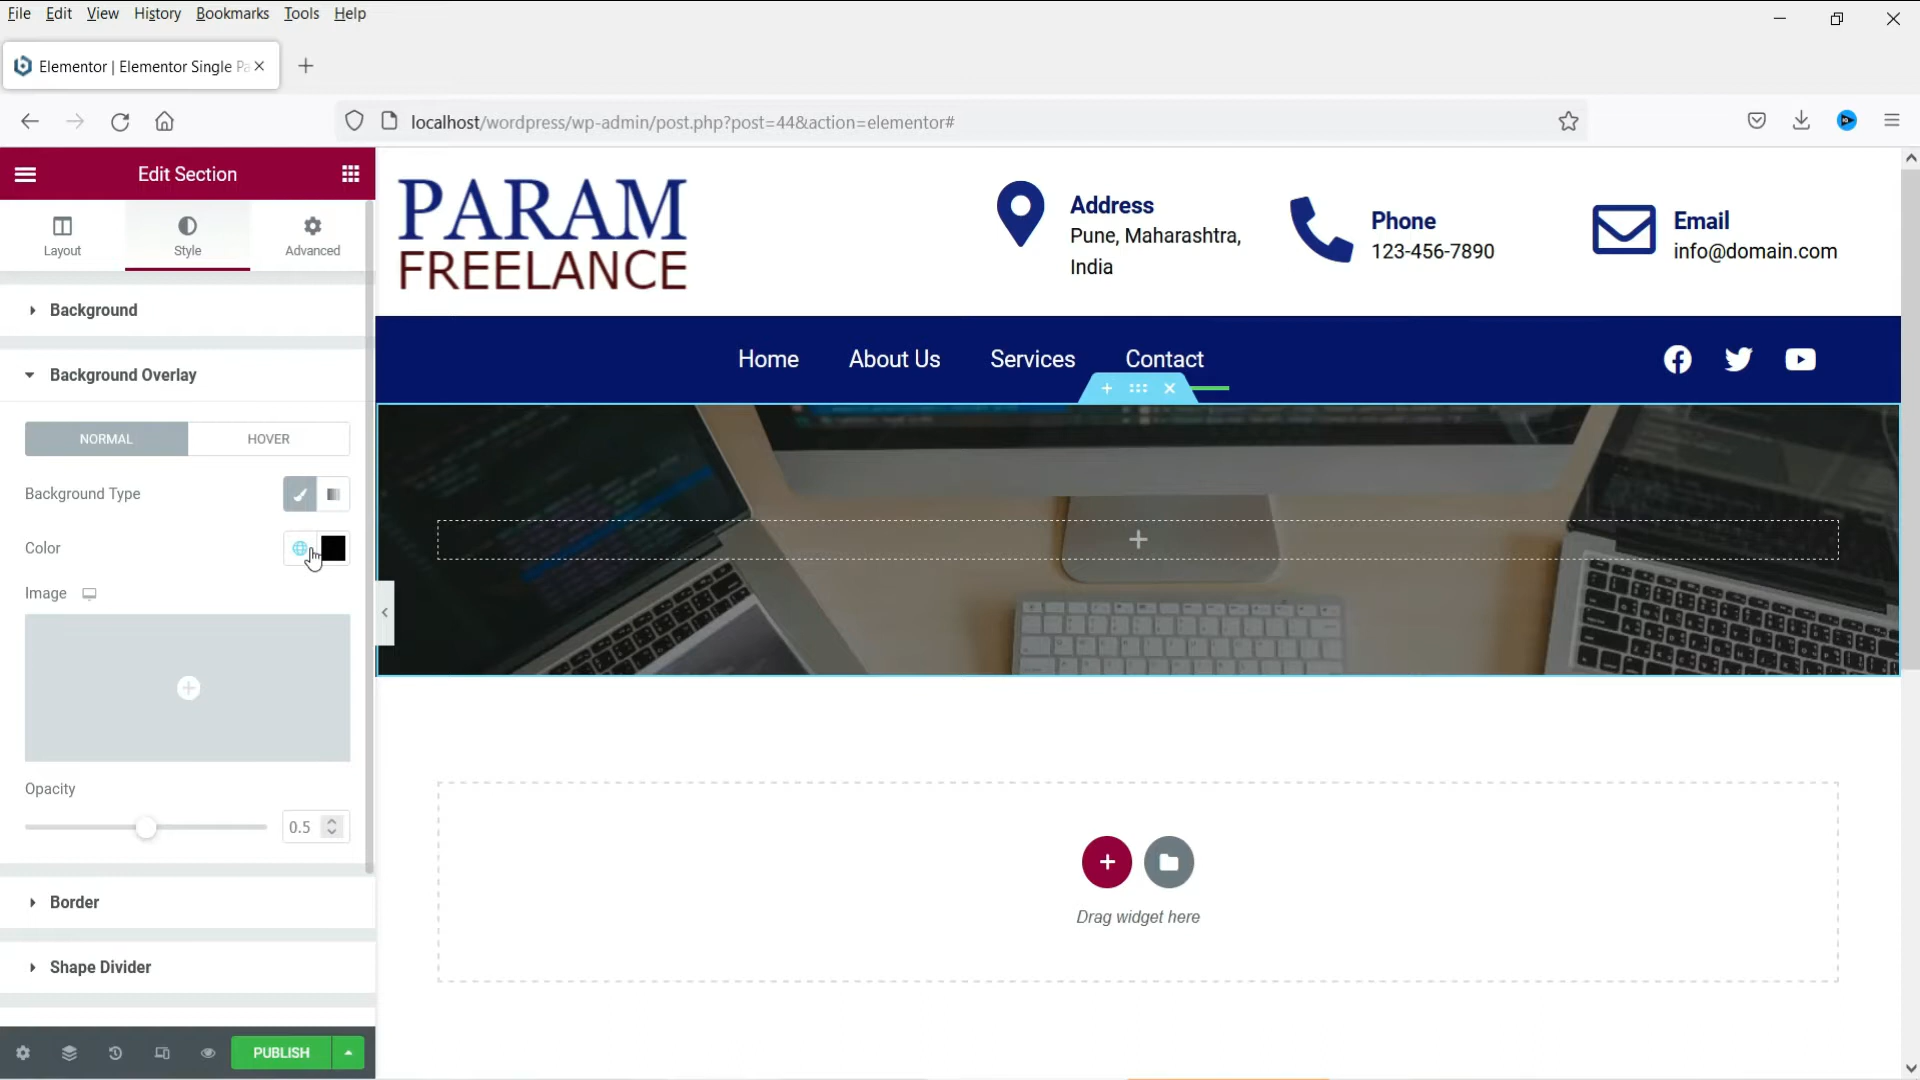 File Edit View History Bookmarks Tools Help
Elementor | Elementor Single Pa
localhost/wordpress/wp-admin/post.php?post=44&action=elementor#
Edit Section
Layout Style Advanced
Background
Background Overlay
NORMAL HOVER
Background Type
Color
Image
Opacity
0.5
Border
Shape Divider
PUBLISH
PARAM
FREELANCE
Address
Pune, Maharashtra,
India
Phone
123-456-7890
Email
info@domain.com
Home About Us Services Contact
Drag widget here